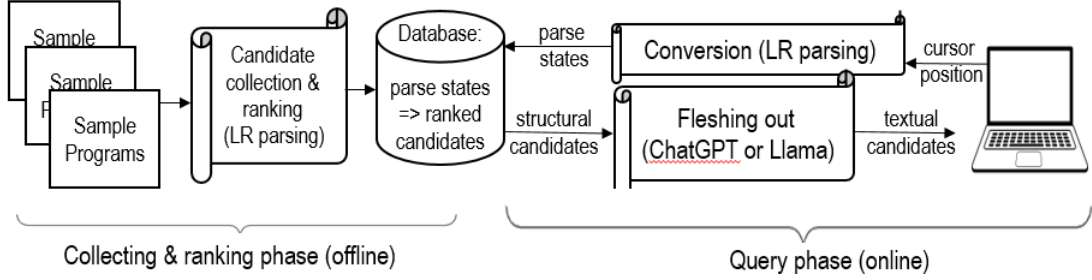 Sample
Sample
P
Sample
Programs
Candidate
collection &
ranking
(LR parsing)
Database:
parse states
=> ranked
candidates
parse
states
Conversion (LR parsing)
cursor
position
structural
candidates
Fleshing out
(ChatGPT or Llama)
textual
candidates
Collecting & ranking phase (offline)
Query phase (online)